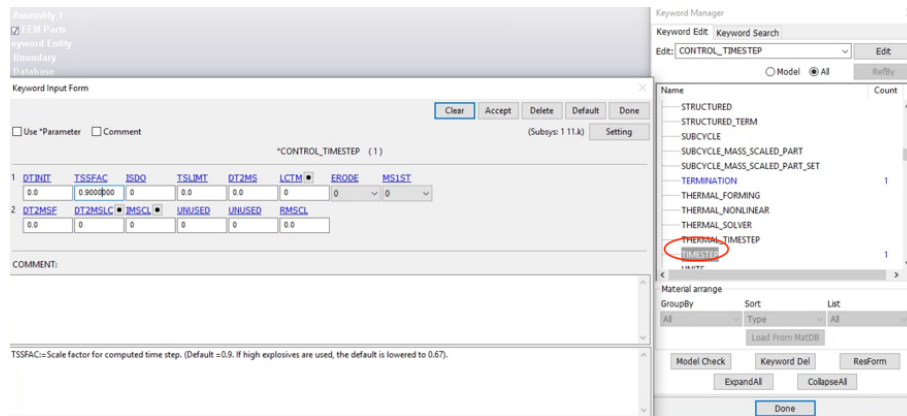 Assembly 1
FEM Parts
eyword Entity
Boundary
Database
Keyword Input Form
Clear Accept Delete Default Done
Use *Parameter Comment (Subsys: 1 11.k) Setting
*CONTROL_TIMESTEP (1)
1 DTINIT TSSFAC ISDO TSLIMT DT2MS LCTM ERODE MS1ST
0.0 0.9000000 0 0.0 0.0 0 0 0
2 DT2MSF DT2MSLC IMSCL UNUSED UNUSED RMSCL
0.0 0 0 0.0
COMMENT:
TSSFAC:=Scale factor for computed time step. (Default =0.9. If high explosives are used, the default is lowered to 0.67).
Keyword Manager
Keyword Edit Keyword Search
Edit: CONTROL_TIMESTEP Edit
Model All RefBy
Name Count
STRUCTURED
STRUCTURED_TERM
SUBCYCLE
SUBCYCLE_MASS_SCALED_PART
SUBCYCLE_MASS_SCALED_PART_SET
TERMINATION 1
THERMAL_FORMING
THERMAL_NONLINEAR
THERMAL_SOLVER
THERMAL_TIMESTEP
TIMESTEP 1
UNITS
Material arrange
GroupBy Sort List
All Type All
Load From MatDB
Model Check Keyword Del ResForm
ExpandAll CollapseAll
Done